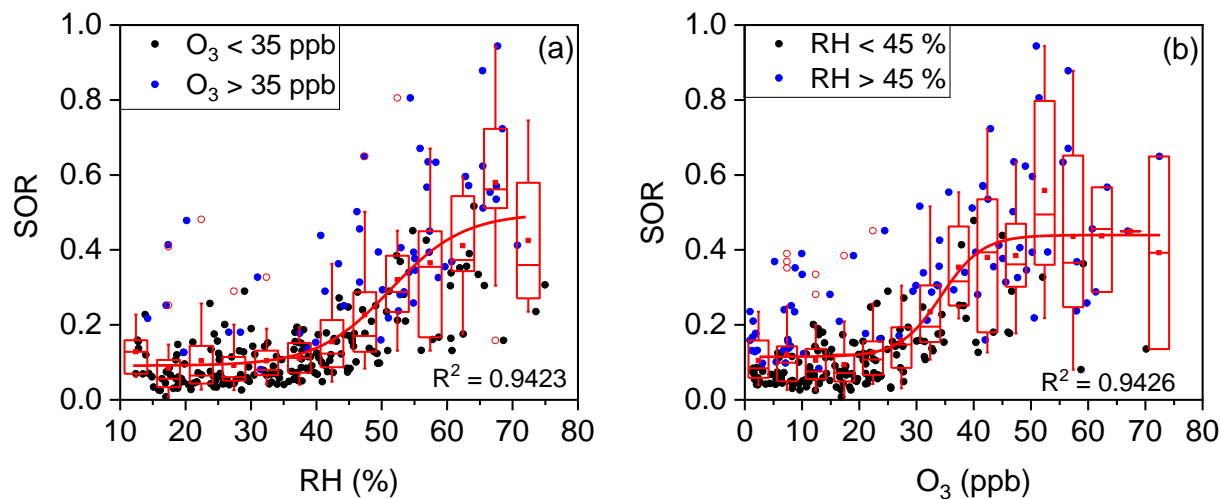 1.0
0.8
0.6
0.4
0.2
0.0
SOR
O₃ < 35 ppb
O₃ > 35 ppb
(a)
R² = 0.9423
10 20 30 40 50 60 70 80
RH (%)
1.0
0.8
0.6
0.4
0.2
0.0
SOR
RH < 45 %
RH > 45 %
(b)
R² = 0.9426
0 10 20 30 40 50 60 70 80
O₃ (ppb)